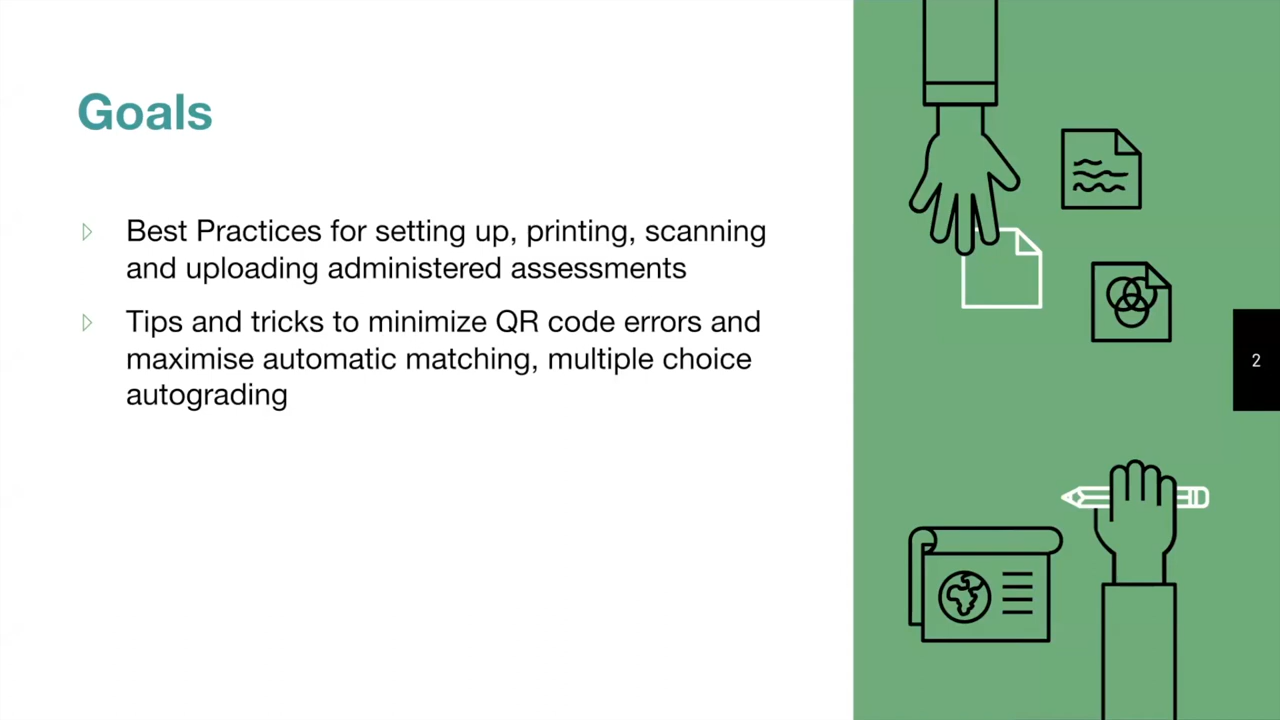 Goals
Best Practices for setting up, printing, scanning
and uploading administered assessments
Tips and tricks to minimize QR code errors and
maximise automatic matching, multiple choice
autograding
2